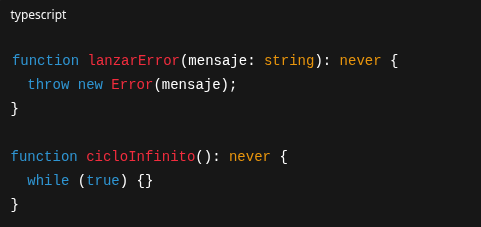 typescript
function lanzarError(mensaje: string): never {
  throw new Error(mensaje);
}
function cicloInfinito(): never {
  while (true) {}
}